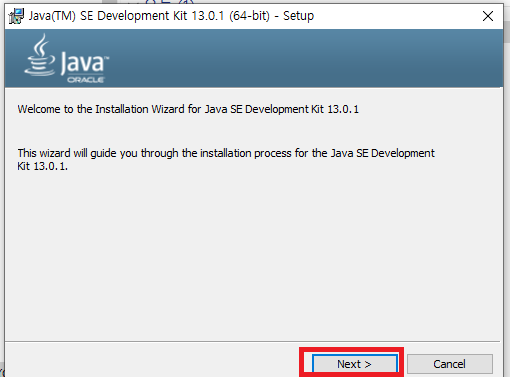 Java(TM) SE Development Kit 13.0.1 (64-bit) - Setup
Java™
ORACLE
Welcome to the Installation Wizard for Java SE Development Kit 13.0.1
This wizard will guide you through the installation process for the Java SE Development
Kit 13.0.1.
Next >
Cancel